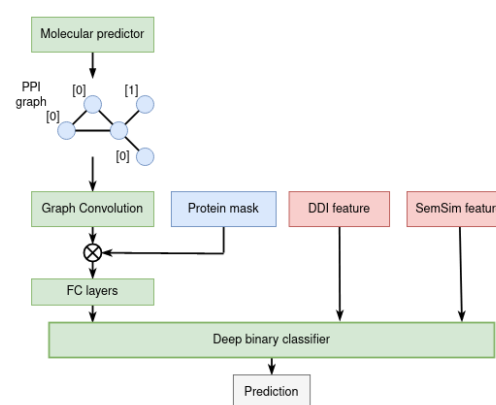 Molecular predictor
PPI
graph
[0]
[1]
[0]
[0]
Graph Convolution
Protein mask
DDI feature
SemSim feature
FC layers
Deep binary classifier
Prediction